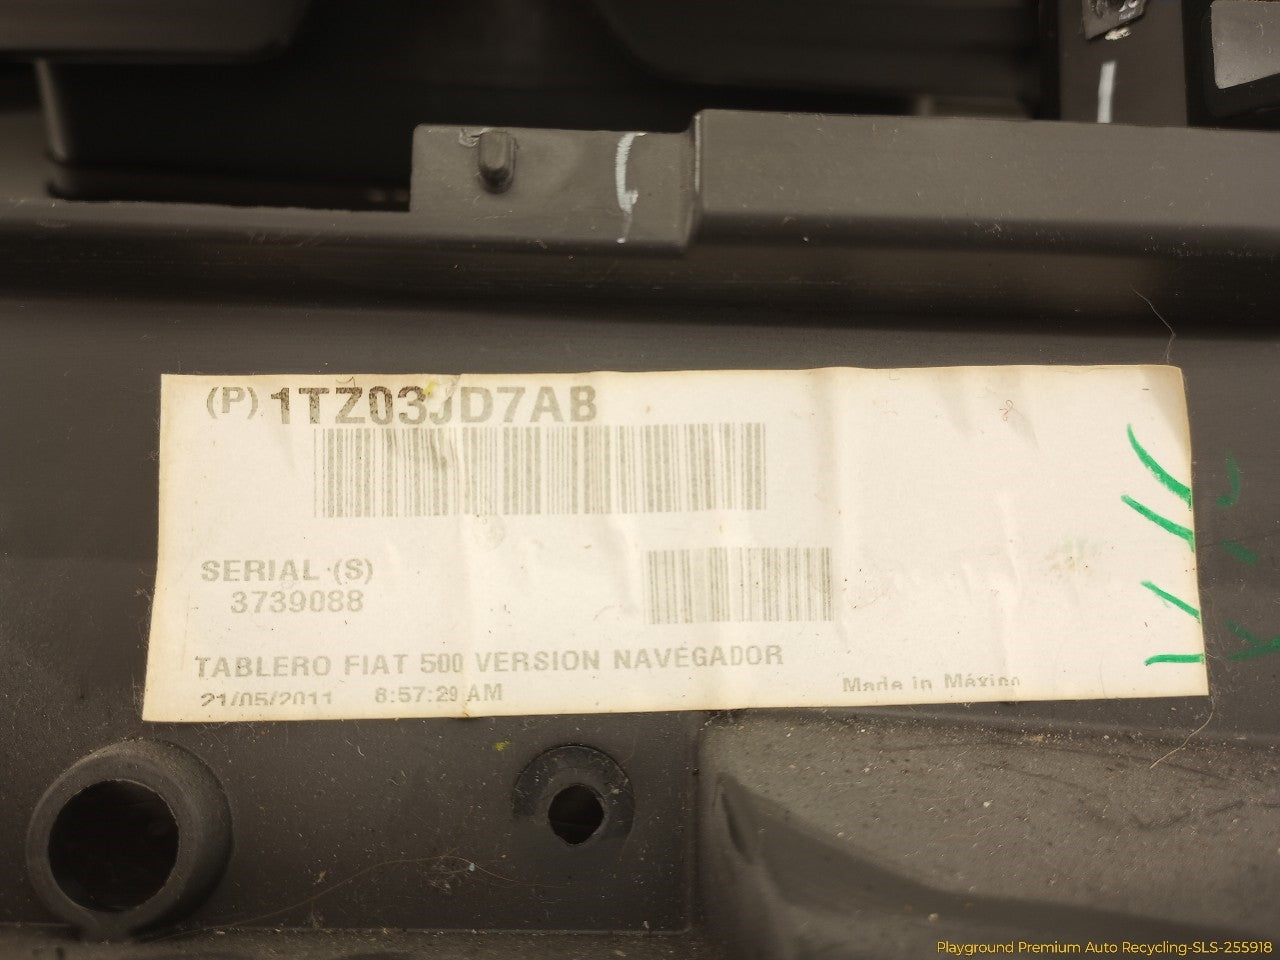 (P) 1TZ03JD7AB
SERIAL (S)
3739088
TABLERO FIAT 500 VERSION NAVEGADOR
21/05/2011 8:57:29 AM
Made in México
Playground Premium Auto Recycling-SLS-255918